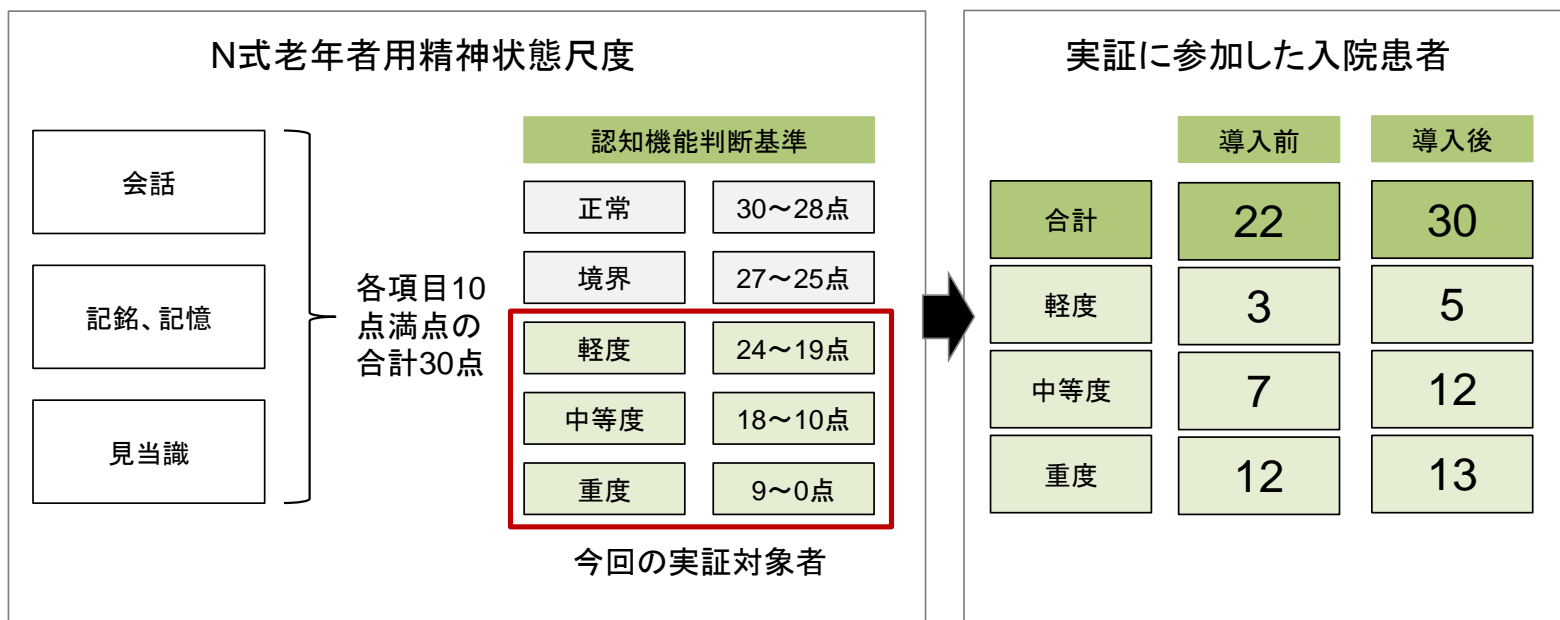 N式老年者用精神状態尺度
会話
記銘、記憶
見当識
各項目10
点満点の
合計30点
認知機能判断基準
正常 30～28点
境界 27～25点
軽度 24～19点
中等度 18～10点
重度 9～0点
今回の実証対象者
実証に参加した入院患者
導入前 導入後
合計 22 30
軽度 3 5
中等度 7 12
重度 12 13